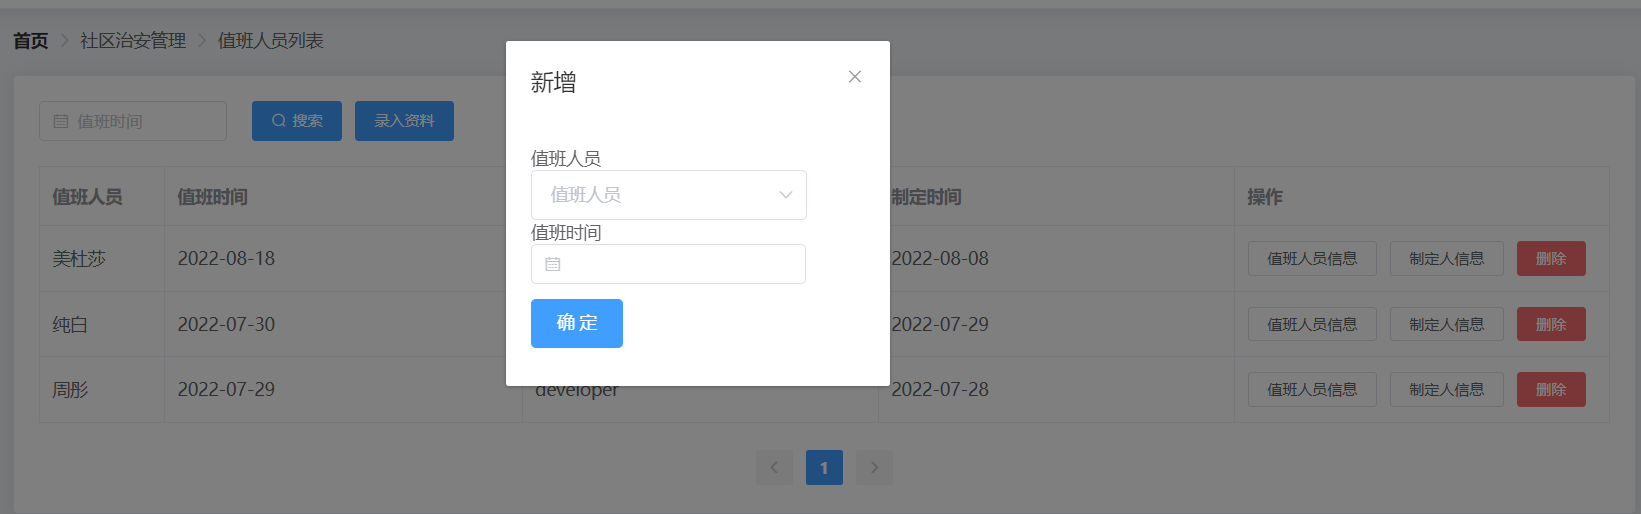 首页 社区治安管理 值班人员列表
新增
值班时间 搜索 录入资料
值班人员
值班人员
值班时间
确 定
值班人员 值班时间 制定时间 操作
美杜莎 2022-08-18 2022-08-08 值班人员信息 制定人信息 删除
纯白 2022-07-30 2022-07-29 值班人员信息 制定人信息 删除
周彤 2022-07-29 developer 2022-07-28 值班人员信息 制定人信息 删除
1